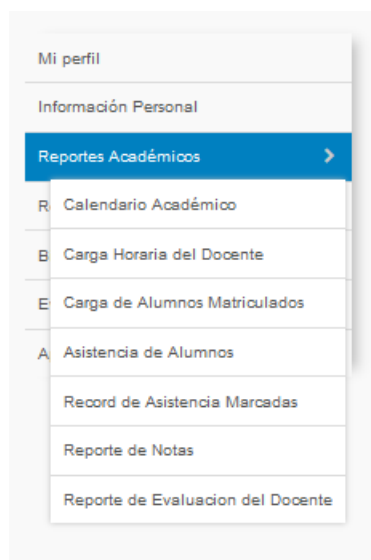 Mi perfil
Información Personal
Reportes Académicos
Calendario Académico
Carga Horaria del Docente
Carga de Alumnos Matriculados
Asistencia de Alumnos
Record de Asistencia Marcadas
Reporte de Notas
Reporte de Evaluacion del Docente